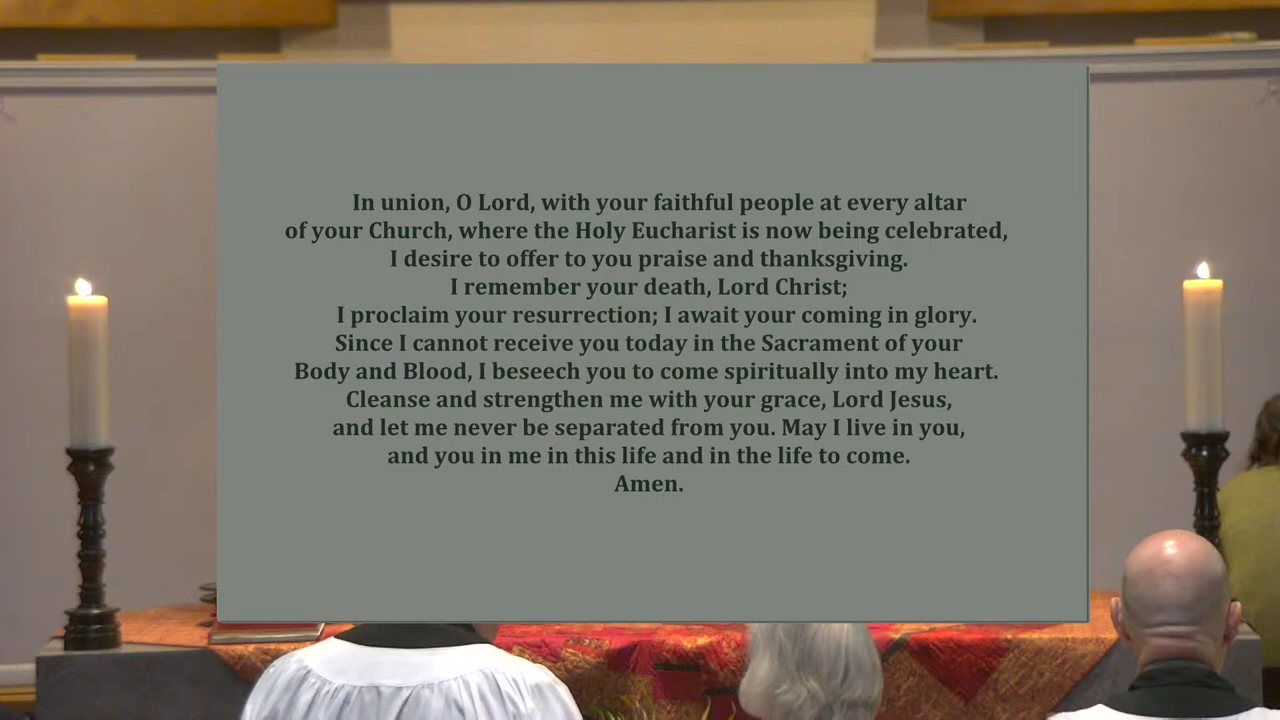 In union, O Lord, with your faithful people at every altar
of your Church, where the Holy Eucharist is now being celebrated,
I desire to offer to you praise and thanksgiving.
I remember your death, Lord Christ;
I proclaim your resurrection; I await your coming in glory.
Since I cannot receive you today in the Sacrament of your
Body and Blood, I beseech you to come spiritually into my heart.
Cleanse and strengthen me with your grace, Lord Jesus,
and let me never be separated from you. May I live in you,
and you in me in this life and in the life to come.
Amen.